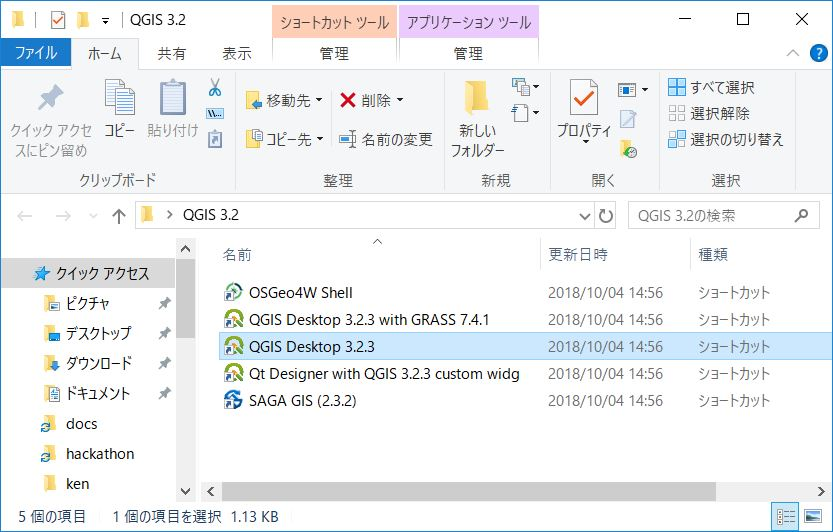 QGIS 3.2
ショートカット ツール
アプリケーション ツール
ファイル
ホーム
共有
表示
管理
管理
クイック アクセ
スにピン留め
コピー
貼り付け
クリップボード
移動先
コピー先
削除
名前の変更
整理
新しい
フォルダー
新規
プロパティ
開く
すべて選択
選択解除
選択の切り替え
選択
QGIS 3.2
QGIS 3.2の検索
名前
更新日時
種類
クイック アクセス
ピクチャ
デスクトップ
ダウンロード
ドキュメント
docs
hackathon
ken
OSGeo4W Shell 2018/10/04 14:56 ショートカット
QGIS Desktop 3.2.3 with GRASS 7.4.1 2018/10/04 14:56 ショートカット
QGIS Desktop 3.2.3 2018/10/04 14:56 ショートカット
Qt Designer with QGIS 3.2.3 custom widg 2018/10/04 14:56 ショートカット
SAGA GIS (2.3.2) 2018/10/04 14:56 ショートカット
5 個の項目
1 個の項目を選択 1.13 KB